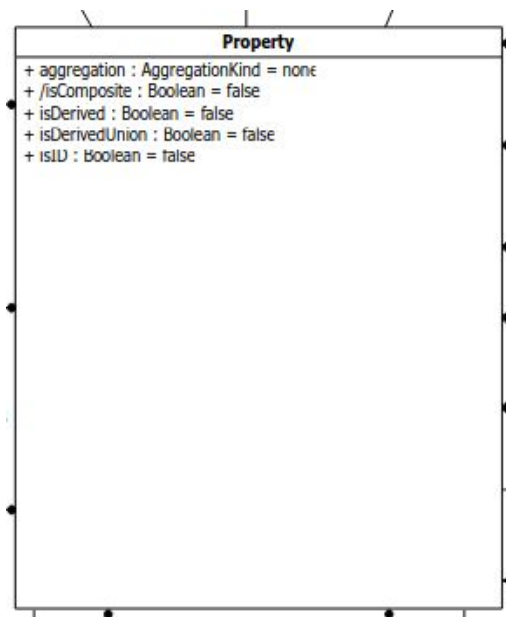 Property
+ aggregation : AggregationKind = none
+ /isComposite : Boolean = false
+ isDerived : Boolean = false
+ isDerivedUnion : Boolean = false
+ isID : Boolean = false